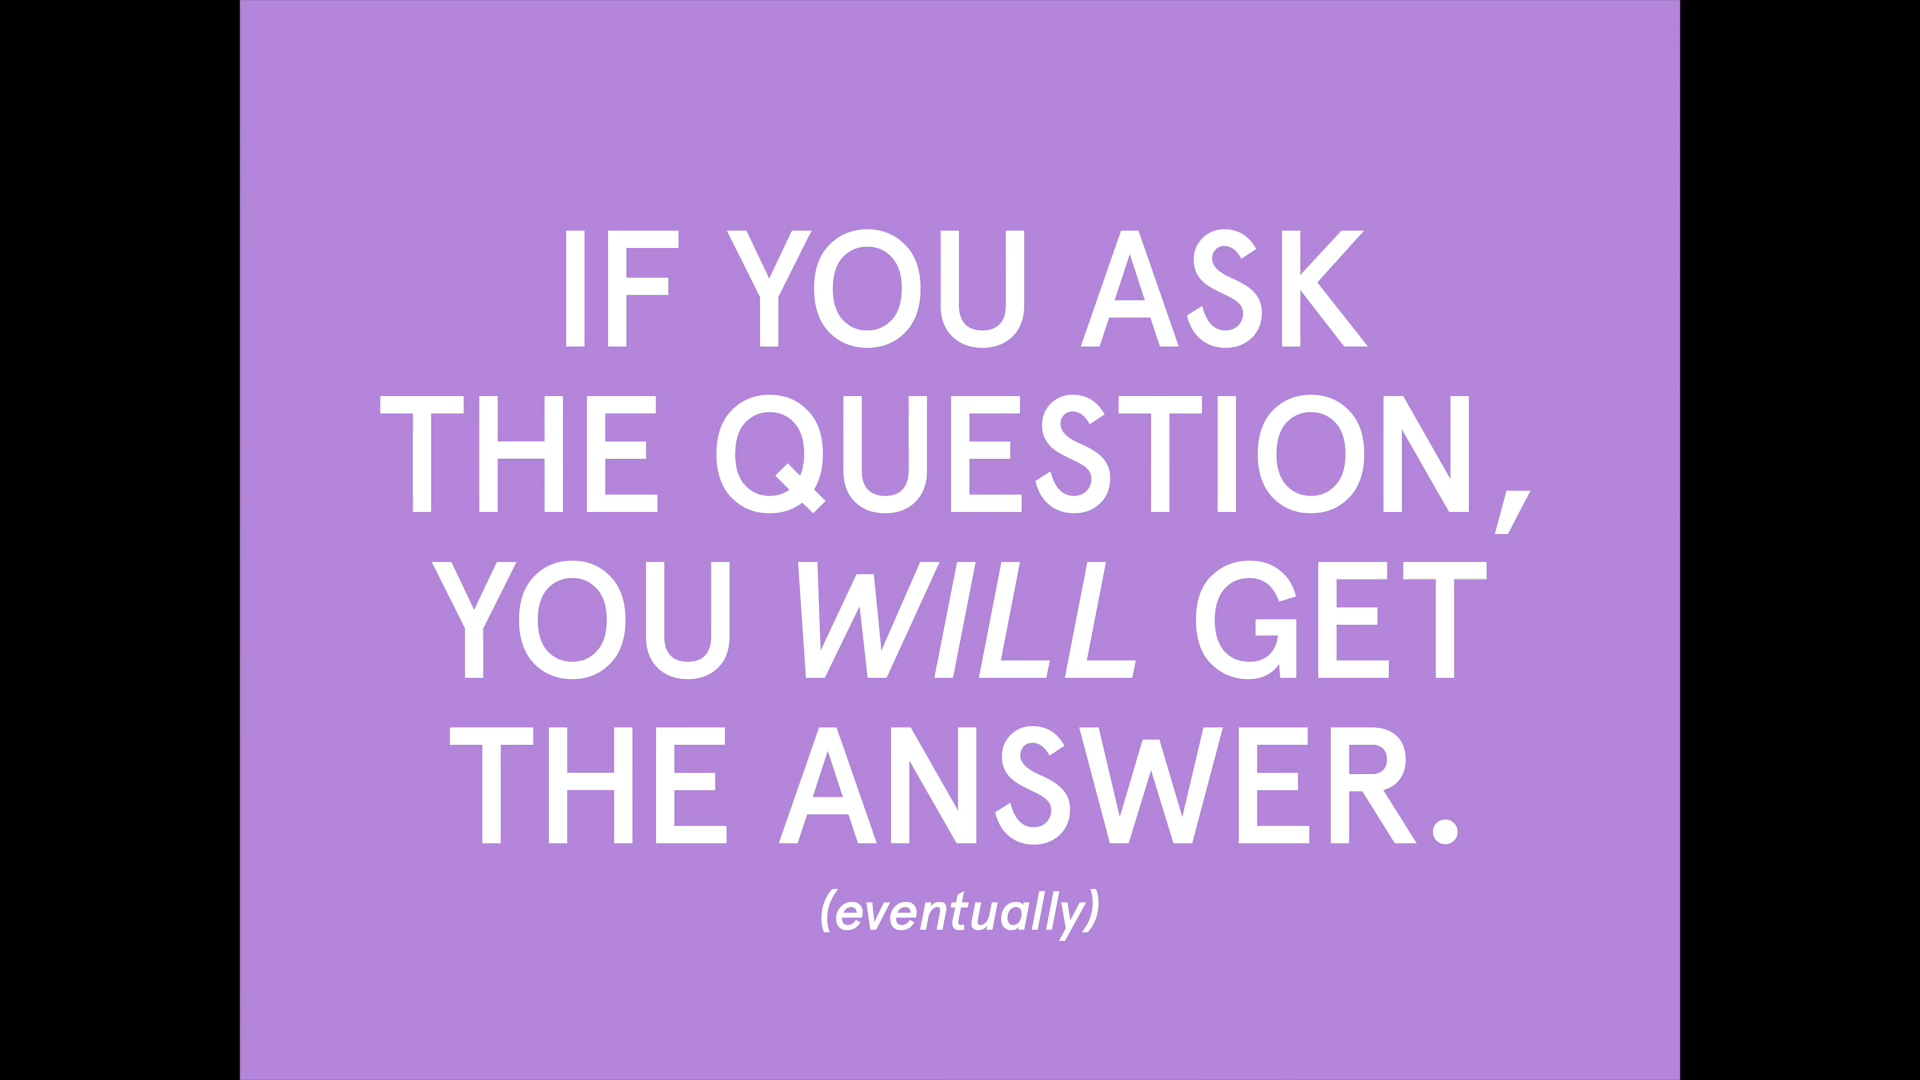 IF YOU ASK
THE QUESTION,
YOU WILL GET
THE ANSWER.
(eventually)